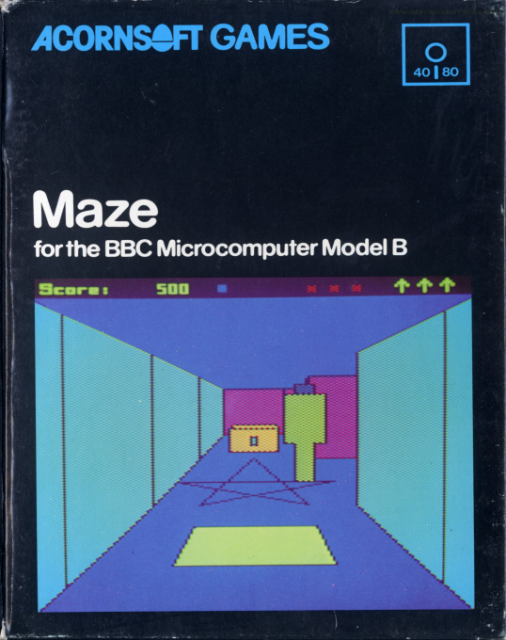 ACORNSOFT GAMES
40 80
Maze
for the BBC Microcomputer Model B
Score: 500